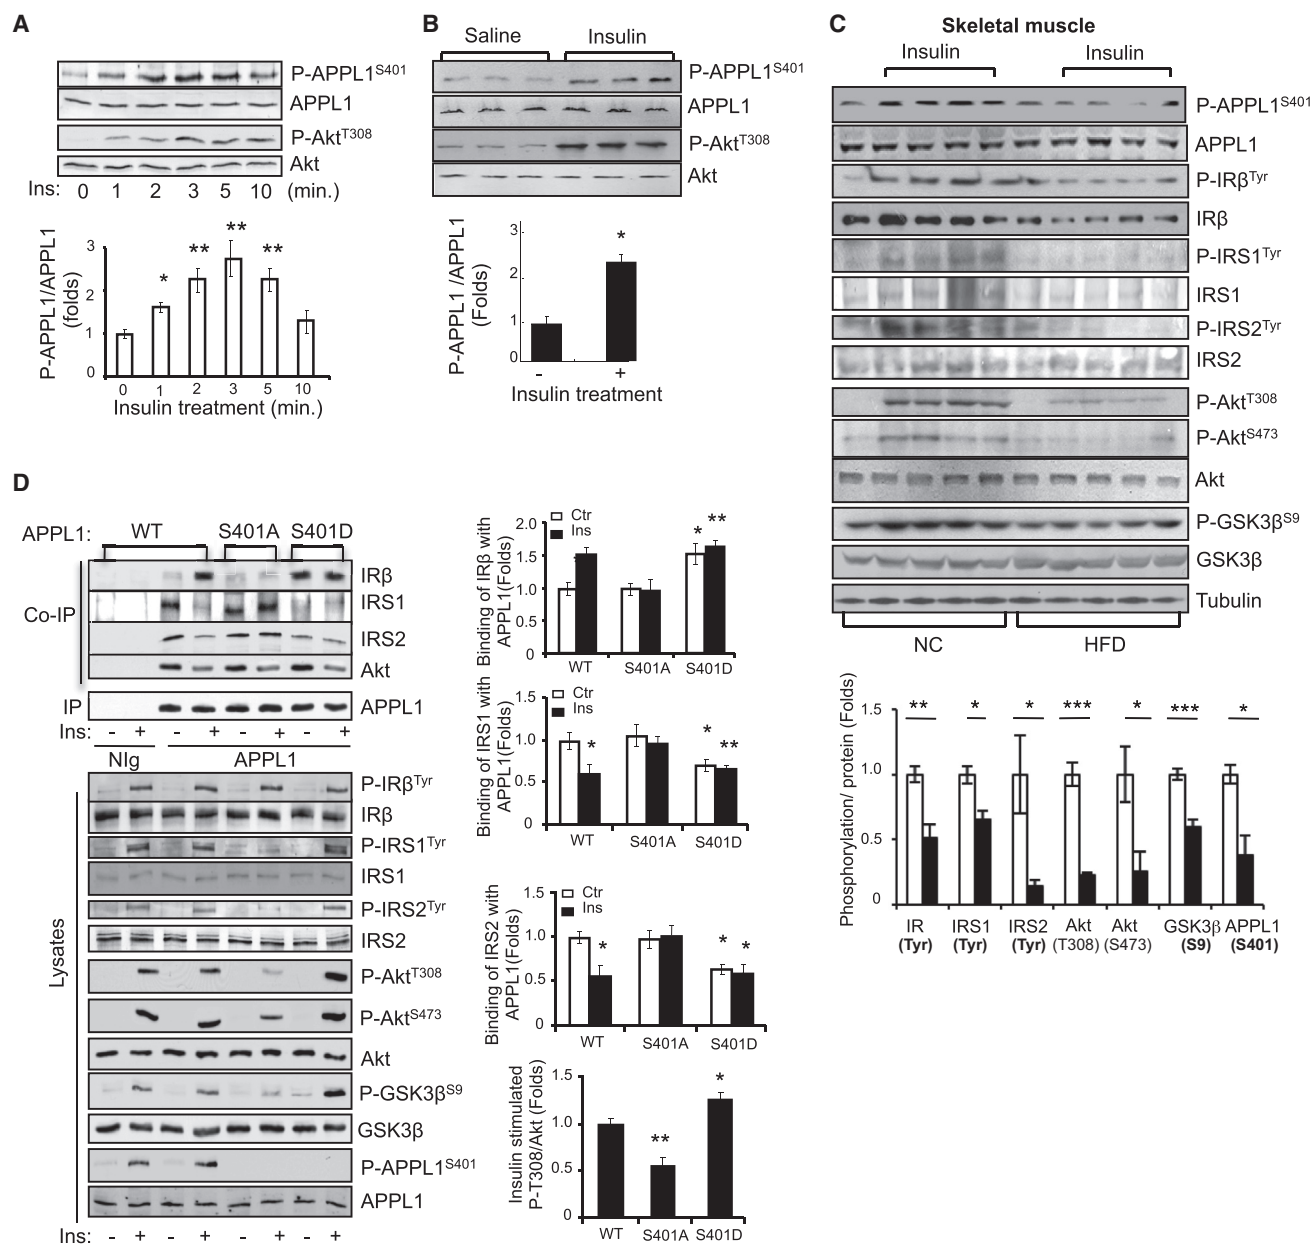 A
P-APPL1S401
APPL1
P-AktT308
Akt
Ins: 0 1 2 3 5 10 (min.)
P-APPL1/APPL1
(folds)
3
2
1
0
* ** ** **
0 1 2 3 5 10
Insulin treatment (min.)
B
Saline Insulin
P-APPL1S401
APPL1
P-AktT308
Akt
P-APPL1 /APPL1
(Folds)
3
2
1
0
*
- +
Insulin treatment
C
Skeletal muscle
Insulin Insulin
P-APPL1S401
APPL1
P-IRβTyr
IRβ
P-IRS1Tyr
IRS1
P-IRS2Tyr
IRS2
P-AktT308
P-AktS473
Akt
P-GSK3βS9
GSK3β
Tubulin
NC HFD
Phosphorylation/ protein (Folds)
1.5
1.0
0.5
0
** * * *** * *** *
IR IRS1 IRS2 Akt Akt GSK3β APPL1
(Tyr) (Tyr) (Tyr) (T308) (S473) (S9) (S401)
D
APPL1: WT S401A S401D
Co-IP
IRβ
IRS1
IRS2
Akt
IP APPL1
Ins: - + - + - + - +
NIg APPL1
Lysates
P-IRβTyr
IRβ
P-IRS1Tyr
IRS1
P-IRS2Tyr
IRS2
P-AktT308
P-AktS473
Akt
P-GSK3βS9
GSK3β
P-APPL1S401
APPL1
Ins: - + - + - + - +
Binding of IRβ with
APPL1(Folds)
2.0
1.5
1.0
0.5
0
Ctr
Ins
* **
WT S401A S401D
Binding of IRS1 with
APPL1(Folds)
1.5
1.0
0.5
0
Ctr
Ins
* * **
WT S401A S401D
Binding of IRS2 with
APPL1(Folds)
1.5
1.0
0.5
0
Ctr
Ins
* * *
WT S401A S401D
Insulin stimulated
P-T308/Akt (Folds)
1.5
1.0
0.5
0
** *
WT S401A S401D